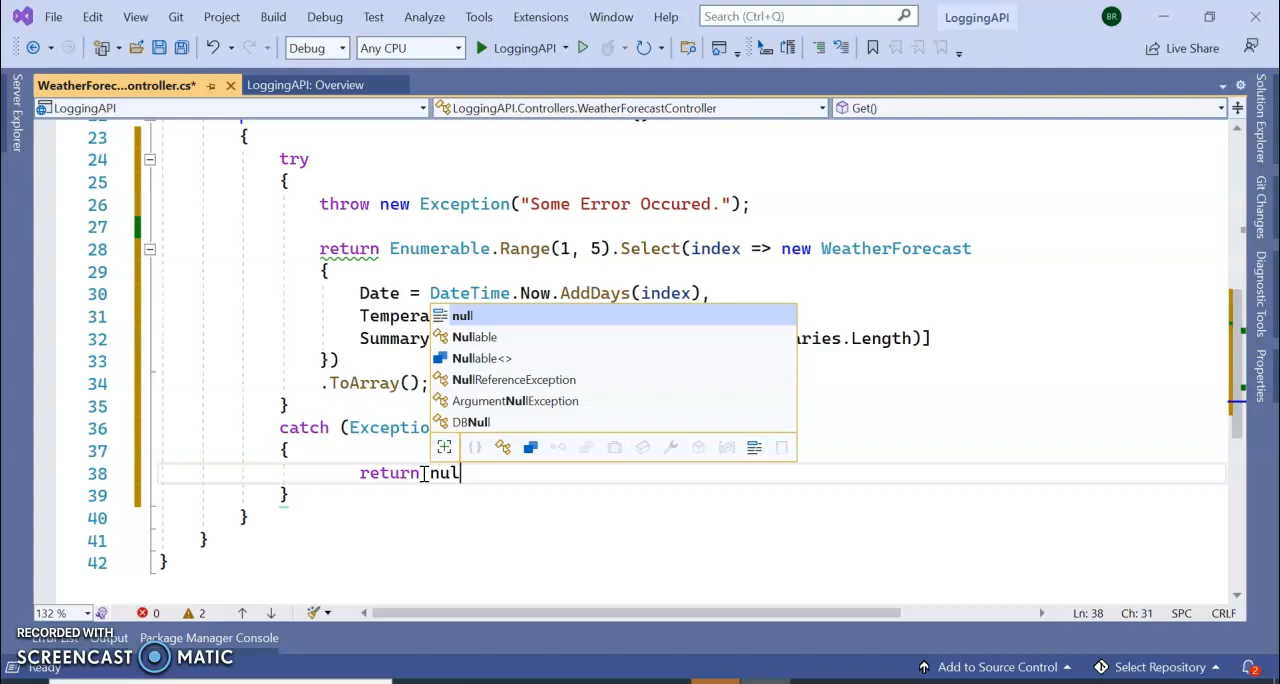 File Edit View Git Project Build Debug Test Analyze Tools Extensions Window Help Search (Ctrl+Q) LoggingAPI BR
Debug Any CPU LoggingAPI Live Share
WeatherForec...ontroller.cs* LoggingAPI: Overview
LoggingAPI LoggingAPI.Controllers.WeatherForecastController Get()
Server Explorer
Solution Explorer
Git Changes
Diagnostic Tools
Properties
23 {
24 try
25 {
26 throw new Exception("Some Error Occured.");
27
28 return Enumerable.Range(1, 5).Select(index => new WeatherForecast
29 {
30 Date = DateTime.Now.AddDays(index),
31 Tempera
32 Summary aries.Length)]
33 })
34 .ToArray();
35 }
36 catch (Exceptio
37 {
38 return nul
39 }
40 }
41 }
42 }
null
Nullable
Nullable<>
NullReferenceException
ArgumentNullException
DBNull
132 % 0 2 Ln: 38 Ch: 31 SPC CRLF
Error List Output Package Manager Console
RECORDED WITH
SCREENCAST MATIC
Ready Add to Source Control Select Repository 2